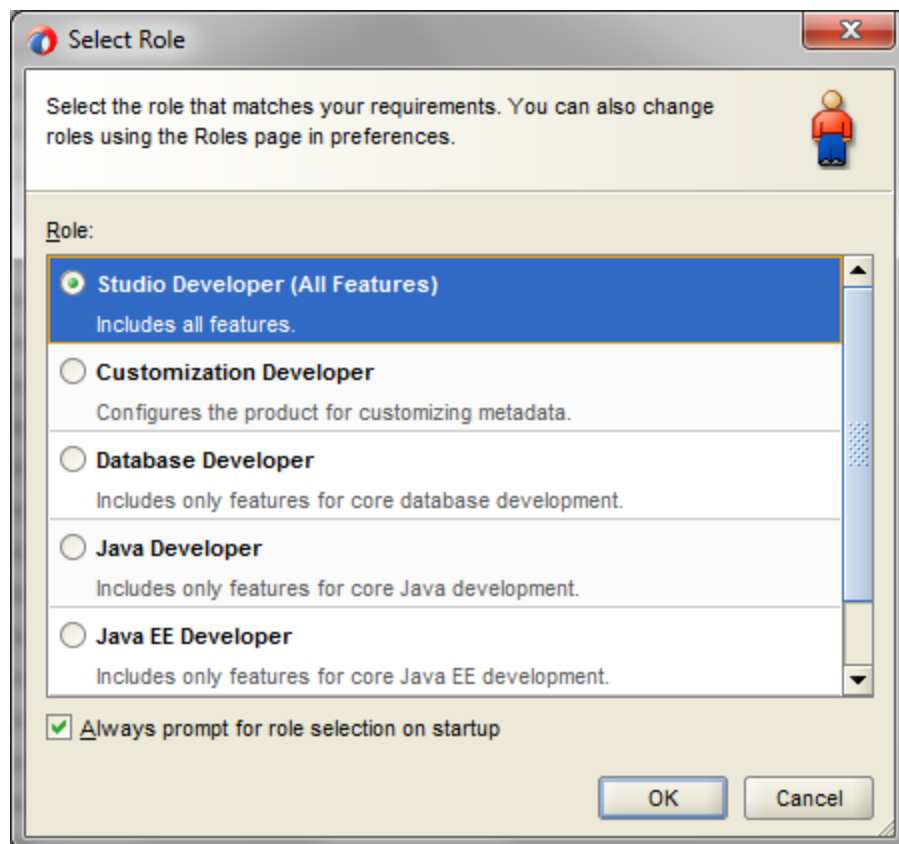 Select Role
Select the role that matches your requirements. You can also change
roles using the Roles page in preferences.
Role:
Studio Developer (All Features)
Includes all features.
Customization Developer
Configures the product for customizing metadata.
Database Developer
Includes only features for core database development.
Java Developer
Includes only features for core Java development.
Java EE Developer
Includes only features for core Java EE development.
Always prompt for role selection on startup
OK Cancel